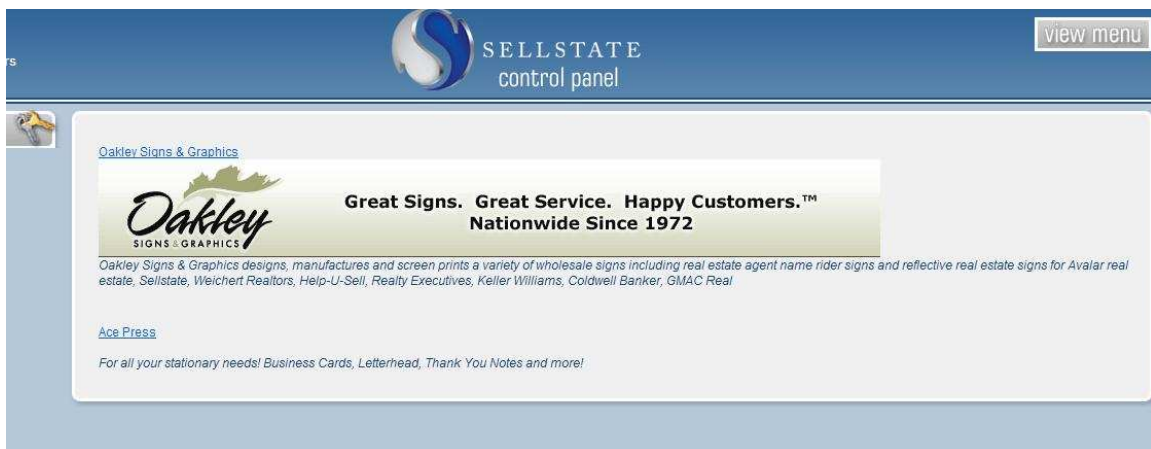 view menu
SELLSTATE
control panel
rs
Oakley Signs & Graphics
Oakley
SIGNS & GRAPHICS
Great Signs. Great Service. Happy Customers.™
Nationwide Since 1972
Oakley Signs & Graphics designs, manufactures and screen prints a variety of wholesale signs including real estate agent name rider signs and reflective real estate signs for Avalar real
estate, Sellstate, Weichert Realtors, Help-U-Sell, Realty Executives, Keller Williams, Coldwell Banker, GMAC Real
Ace Press
For all your stationary needs! Business Cards, Letterhead, Thank You Notes and more!